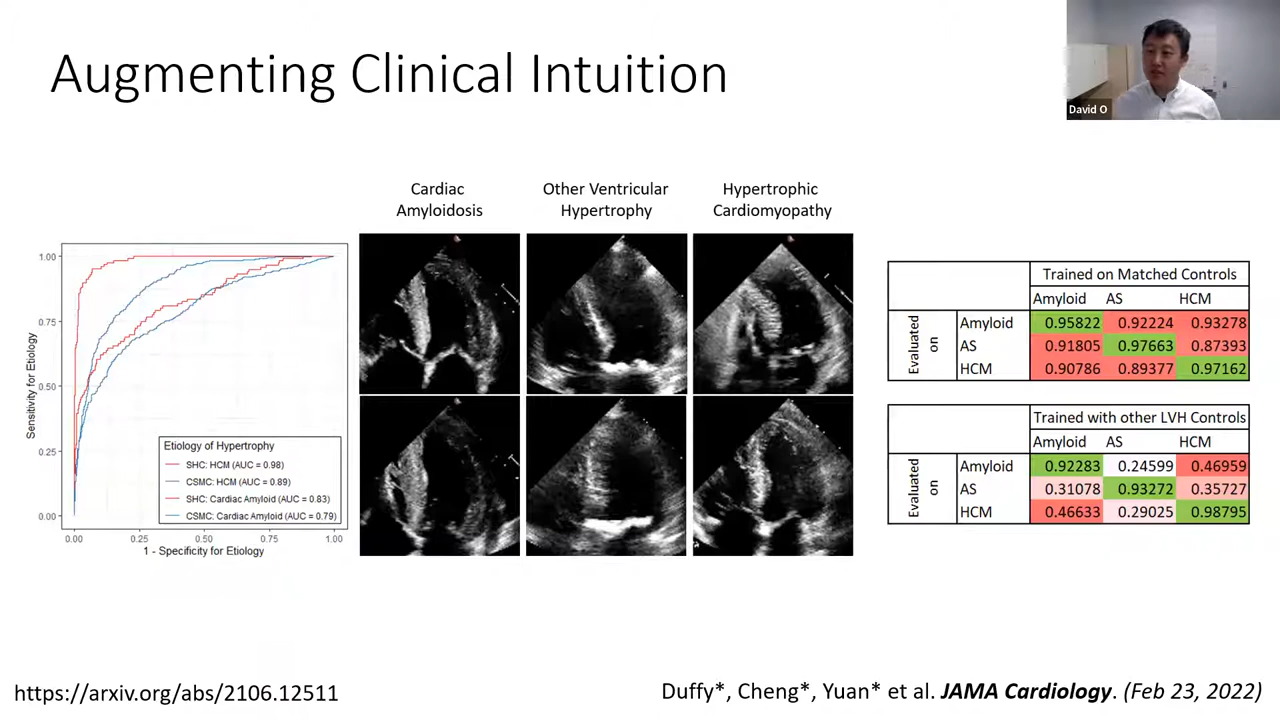 Augmenting Clinical Intuition
David O
Cardiac
Amyloidosis
Other Ventricular
Hypertrophy
Hypertrophic
Cardiomyopathy
Sensitivity for Etiology
1.00
0.75
0.50
0.25
0.00
0.00 0.25 0.50 0.75 1.00
1 - Specificity for Etiology
Etiology of Hypertrophy
SHC: HCM (AUC = 0.98)
CSMC: HCM (AUC = 0.89)
SHC: Cardiac Amyloid (AUC = 0.83)
CSMC: Cardiac Amyloid (AUC = 0.79)
Trained on Matched Controls
Amyloid AS HCM
Evaluated
on
Amyloid 0.95822 0.92224 0.93278
AS 0.91805 0.97663 0.87393
HCM 0.90786 0.89377 0.97162
Trained with other LVH Controls
Amyloid AS HCM
Evaluated
on
Amyloid 0.92283 0.24599 0.46959
AS 0.31078 0.93272 0.35727
HCM 0.46633 0.29025 0.98795
https://arxiv.org/abs/2106.12511
Duffy*, Cheng*, Yuan* et al. JAMA Cardiology. (Feb 23, 2022)